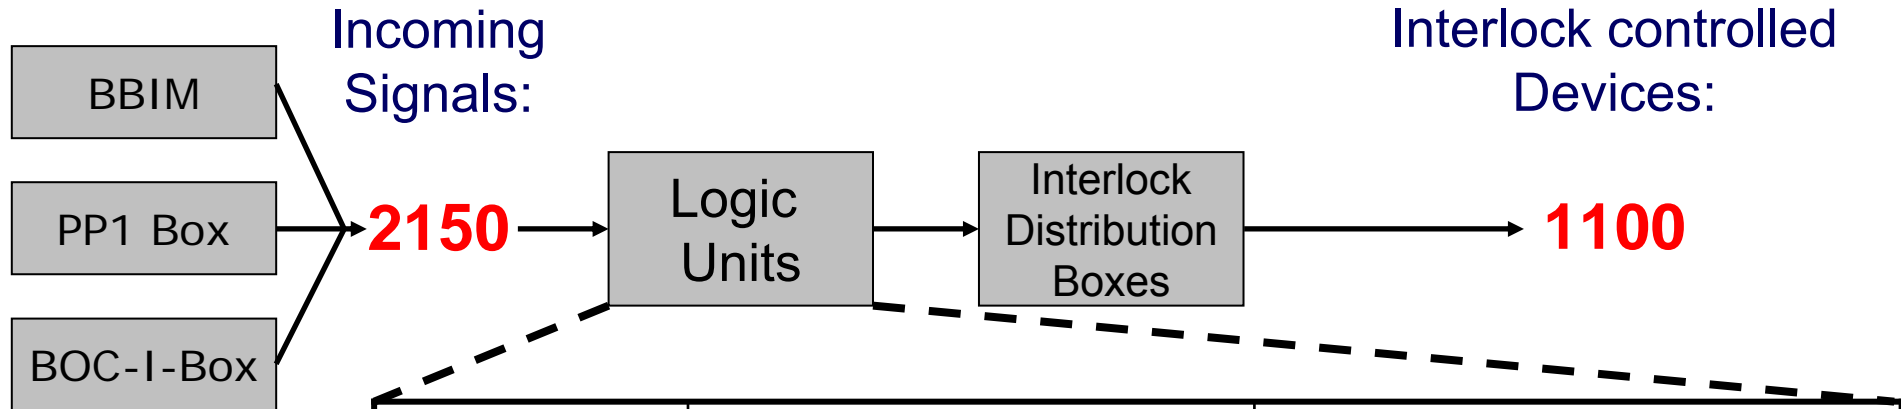 Incoming
Signals:
Interlock controlled
Devices:
BBIM
PP1 Box
BOC-I-Box
2150
Logic
Units
Interlock
Distribution
Boxes
1100